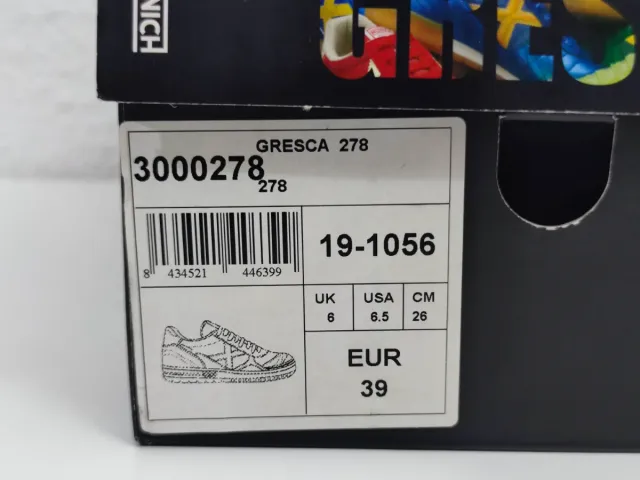 NICH
GRES
GRESCA 278
3000278
278
8 434521 446399
19-1056
UK USA CM
6 6.5 26
EUR
39